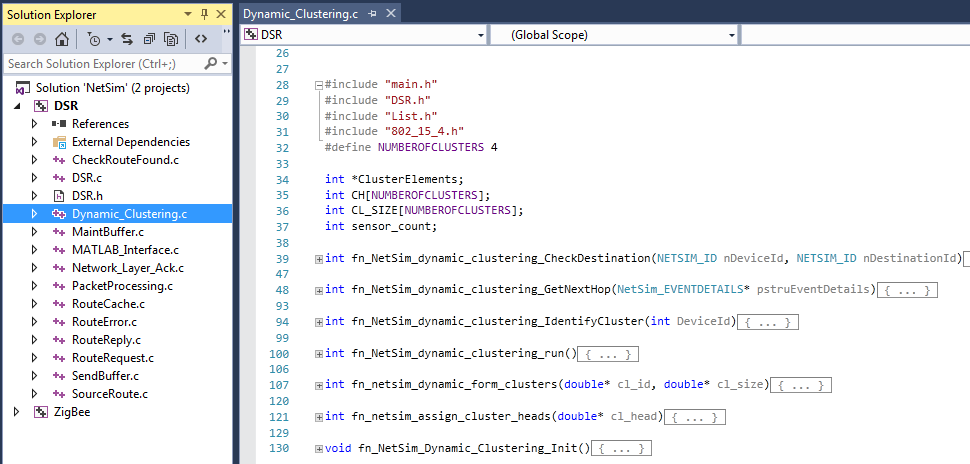 Solution Explorer
Search Solution Explorer (Ctrl+;)
Solution 'NetSim' (2 projects)
DSR
References
External Dependencies
CheckRouteFound.c
DSR.c
DSR.h
Dynamic_Clustering.c
MaintBuffer.c
MATLAB_Interface.c
Network_Layer_Ack.c
PacketProcessing.c
RouteCache.c
RouteError.c
RouteReply.c
RouteRequest.c
SendBuffer.c
SourceRoute.c
ZigBee
Dynamic_Clustering.c
DSR (Global Scope)
26
27
28 #include "main.h"
29 #include "DSR.h"
30 #include "List.h"
31 #include "802_15_4.h"
32 #define NUMBEROFCLUSTERS 4
33
34 int *ClusterElements;
35 int CH[NUMBEROFCLUSTERS];
36 int CL_SIZE[NUMBEROFCLUSTERS];
37 int sensor_count;
38
39 int fn_NetSim_dynamic_clustering_CheckDestination(NETSIM_ID nDeviceId, NETSIM_ID nDestinationId)
47
48 int fn_NetSim_dynamic_clustering_GetNextHop(NetSim_EVENTDETAILS* pstruEventDetails){ ... }
93
94 int fn_NetSim_dynamic_clustering_IdentifyCluster(int DeviceId){ ... }
99
100 int fn_NetSim_dynamic_clustering_run(){ ... }
106
107 int fn_netsim_dynamic_form_clusters(double* cl_id, double* cl_size){ ... }
120
121 int fn_netsim_assign_cluster_heads(double* cl_head){ ... }
129
130 void fn_NetSim_Dynamic_Clustering_Init(){ ... }